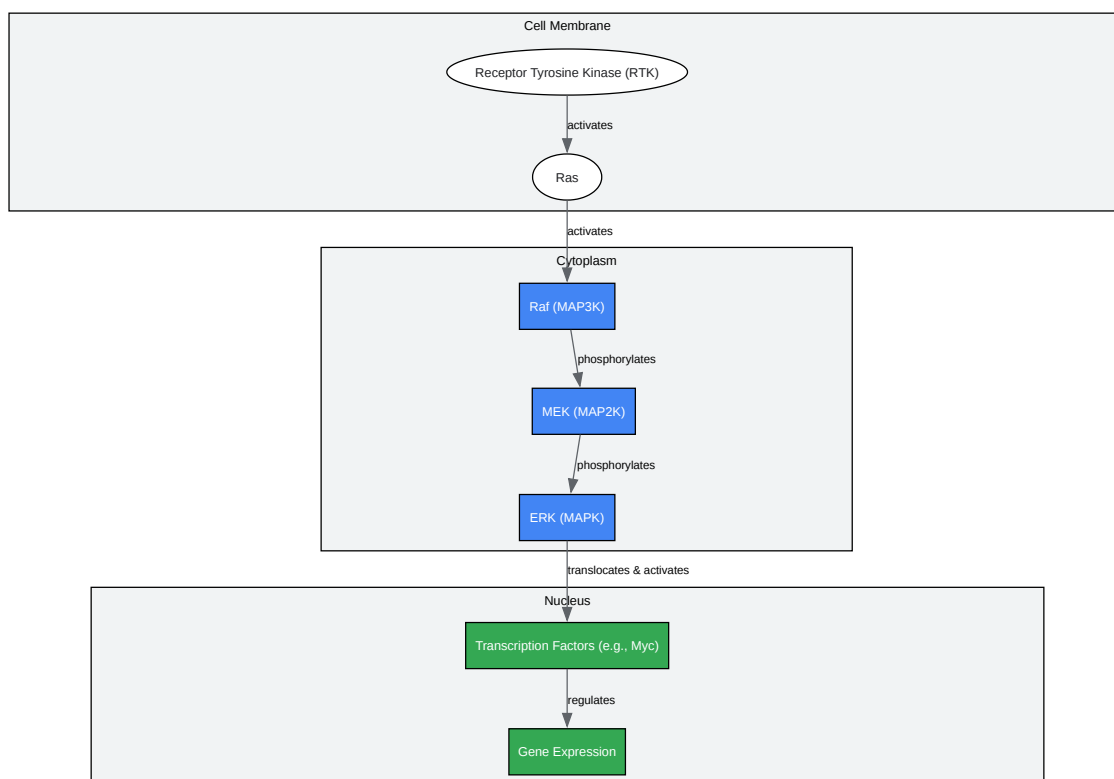 Cell Membrane
Receptor Tyrosine Kinase (RTK)
activates
Ras
activates
Cytoplasm
Raf (MAP3K)
phosphorylates
MEK (MAP2K)
phosphorylates
ERK (MAPK)
translocates & activates
Nucleus
Transcription Factors (e.g., Myc)
regulates
Gene Expression